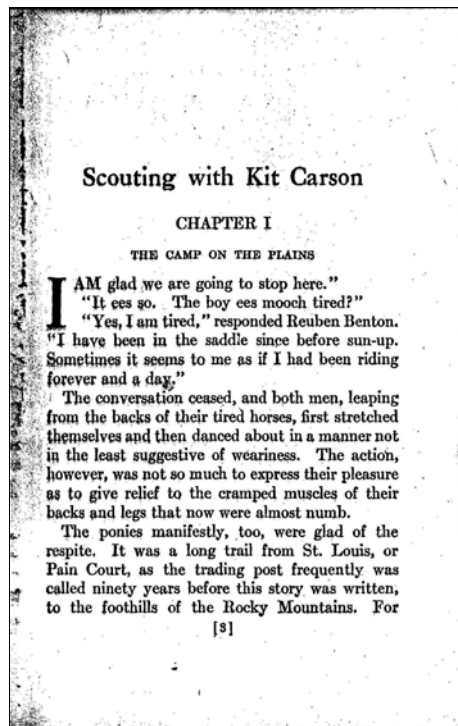 Scouting with Kit Carson
CHAPTER I
THE CAMP ON THE PLAINS
I AM glad we are going to stop here."
"It ees so. The boy ees mooch tired?"
"Yes, I am tired," responded Reuben Benton.
"I have been in the saddle since before sun-up.
Sometimes it seems to me as if I had been riding
forever and a day."
The conversation ceased, and both men, leaping
from the backs of their tired horses, first stretched
themselves and then danced about in a manner not
in the least suggestive of weariness. The action,
however, was not so much to express their pleasure
as to give relief to the cramped muscles of their
backs and legs that now were almost numb.
The ponies manifestly, too, were glad of the
respite. It was a long trail from St. Louis, or
Pain Court, as the trading post frequently was
called ninety years before this story was written,
to the foothills of the Rocky Mountains. For
[3]